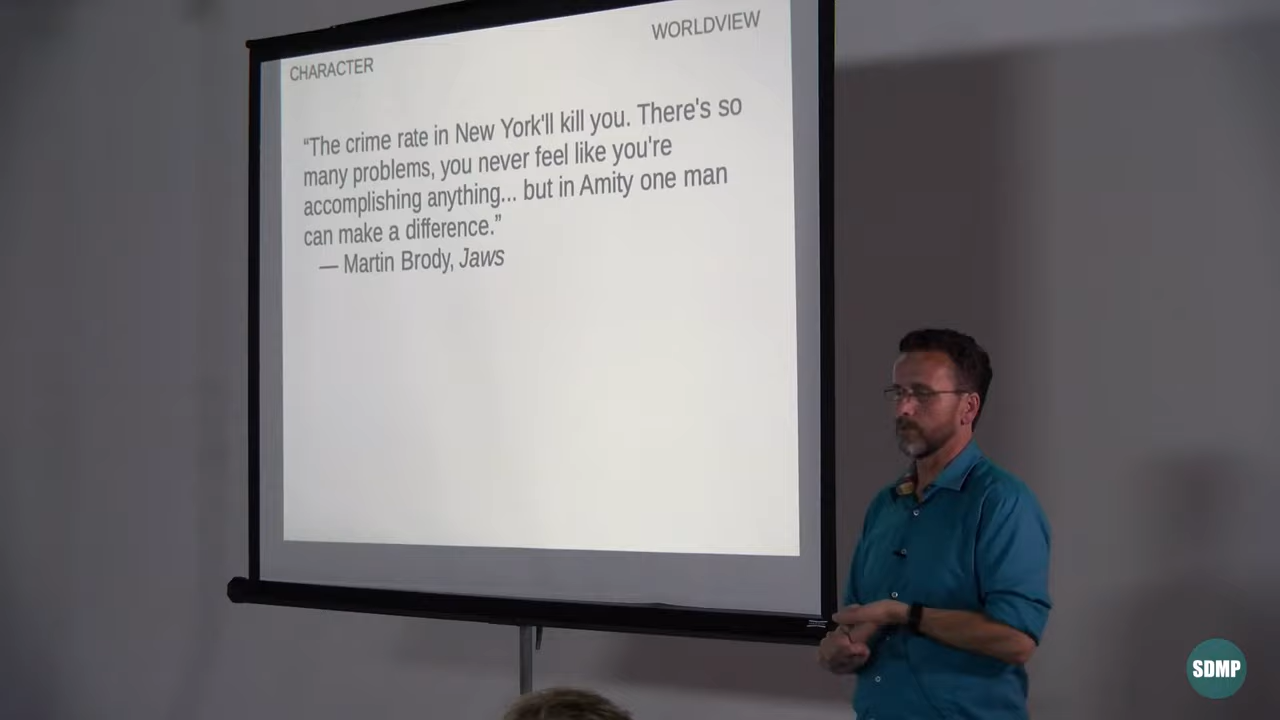 WORLDVIEW
CHARACTER
“The crime rate in New York'll kill you. There's so
many problems, you never feel like you're
accomplishing anything... but in Amity one man
can make a difference.”
— Martin Brody, Jaws
SDMP